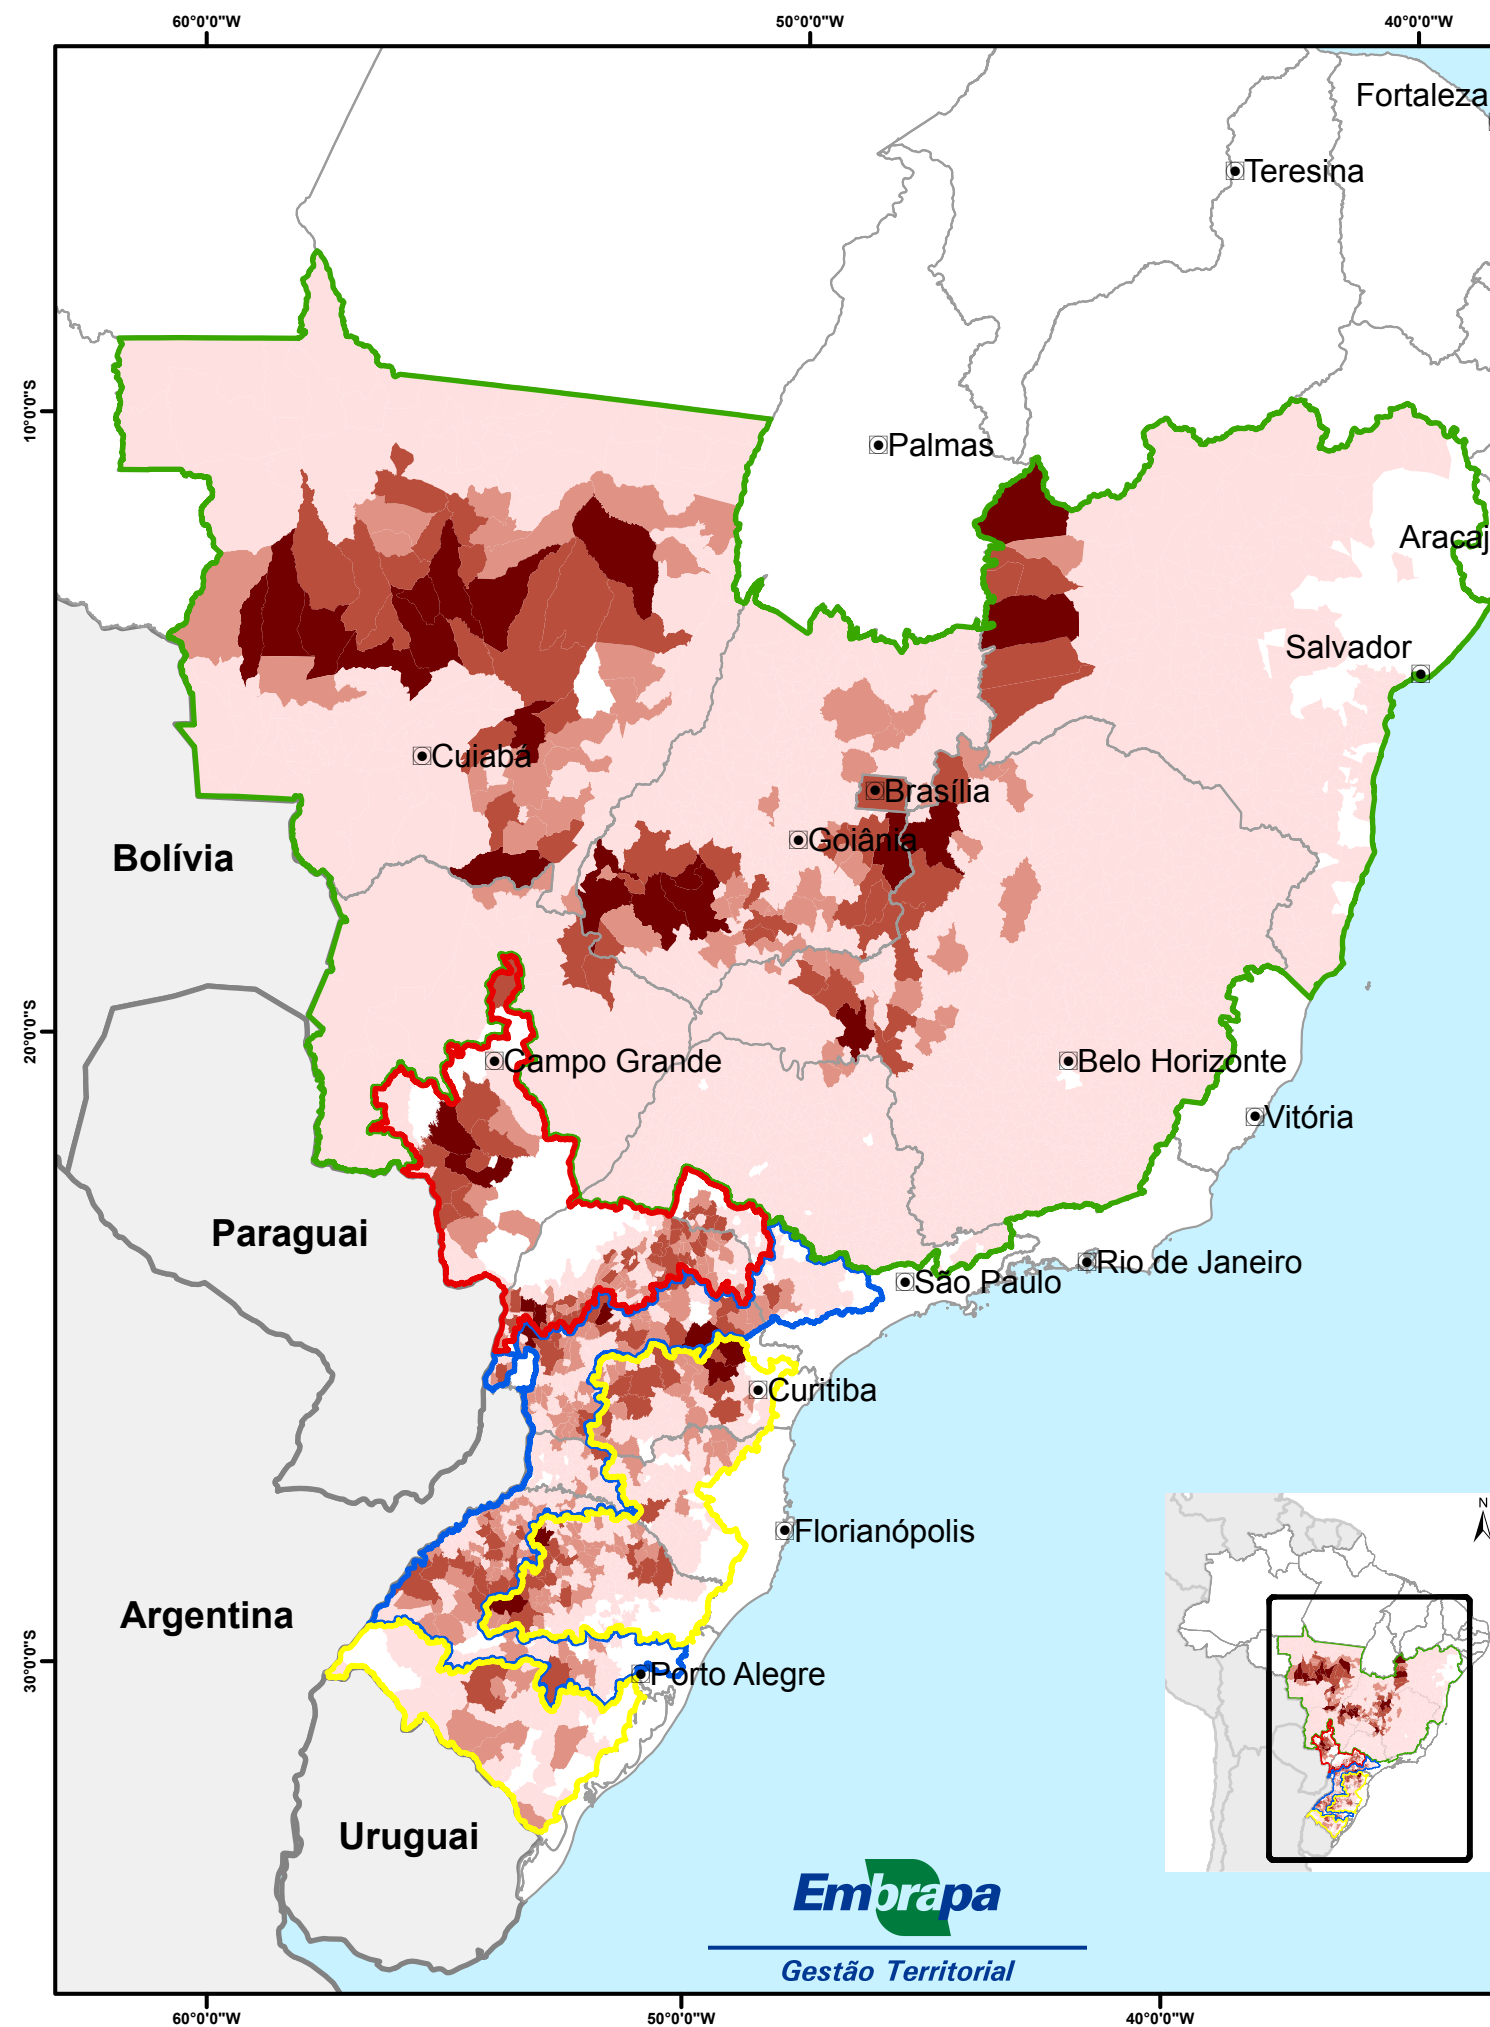 60°0'0"W
50°0'0"W
40°0'0"W
Fortaleza
Teresina
10°0'0"S
Palmas
Aracaj
Salvador
Cuiabá
Brasília
Goiânia
Bolívia
20°0'0"S
Campo Grande
Belo Horizonte
Vitória
Paraguai
Rio de Janeiro
São Paulo
Curitiba
N
Florianópolis
Argentina
30°0'0"S
Porto Alegre
Uruguai
Embrapa
Gestão Territorial
60°0'0"W
50°0'0"W
40°0'0"W